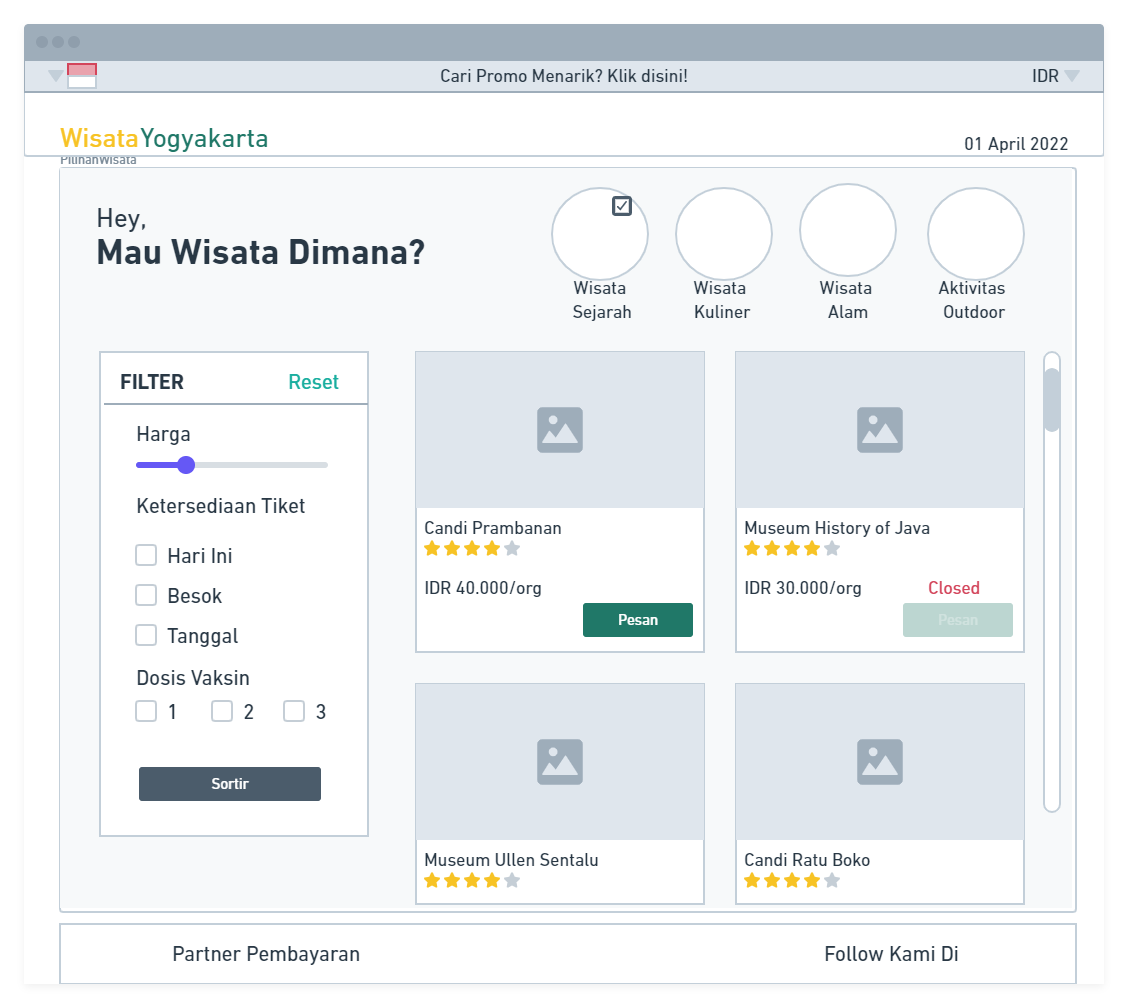 Cari Promo Menarik? Klik disini!
IDR
WisataYogyakarta
01 April 2022
PilihanWisata
Hey,
Mau Wisata Dimana?
Wisata
Sejarah
Wisata
Kuliner
Wisata
Alam
Aktivitas
Outdoor
FILTER
Reset
Harga
Ketersediaan Tiket
Hari Ini
Besok
Tanggal
Dosis Vaksin
1
2
3
Sortir
Candi Prambanan
IDR 40.000/org
Pesan
Museum History of Java
IDR 30.000/org
Closed
Pesan
Museum Ullen Sentalu
Candi Ratu Boko
Partner Pembayaran
Follow Kami Di